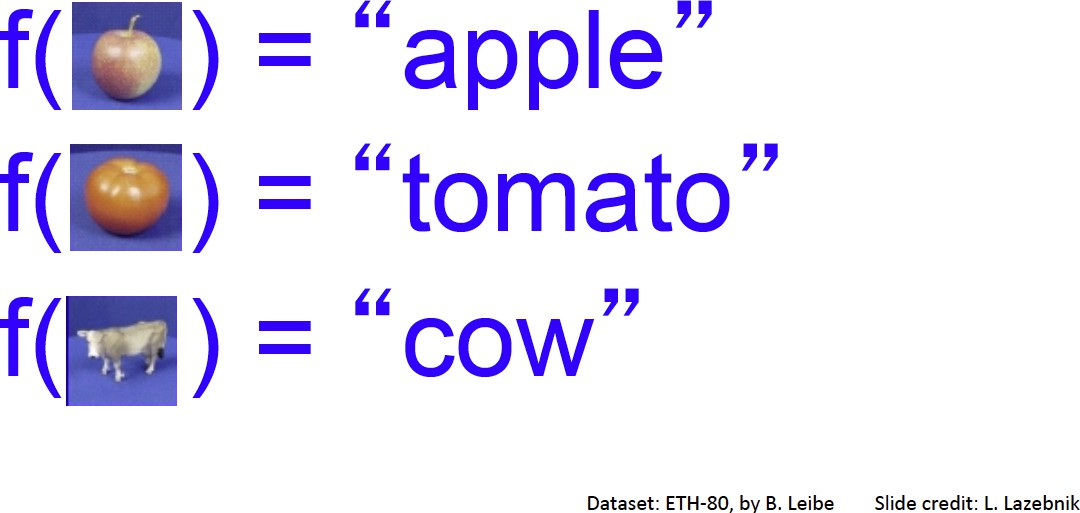 f( ) = “apple”
f( ) = “tomato”
f( ) = “cow”
Dataset: ETH-80, by B. Leibe Slide credit: L. Lazebnik